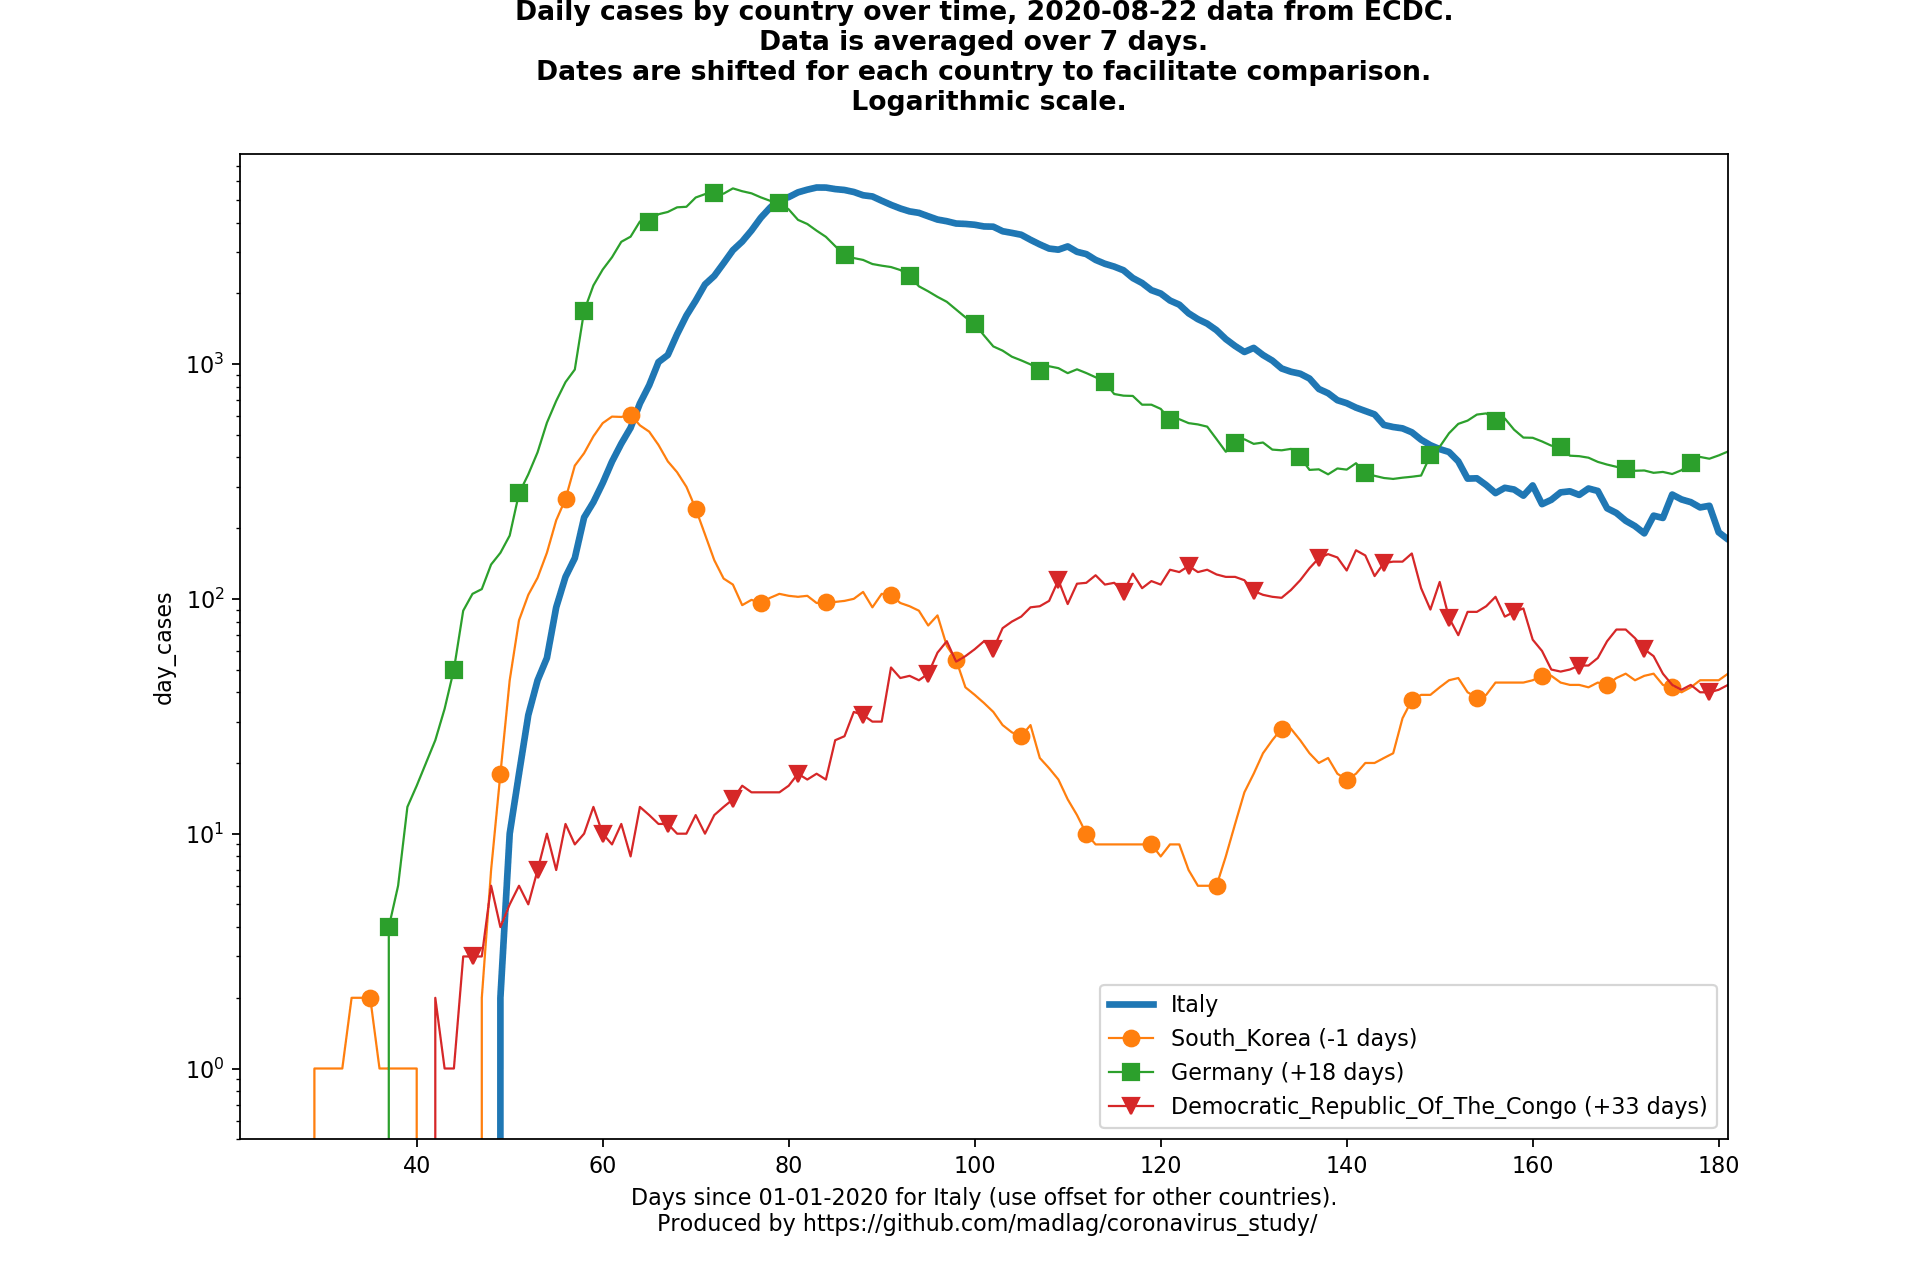 Daily cases by country over time, 2020-08-22 data from ECDC.
Data is averaged over 7 days.
Dates are shifted for each country to facilitate comparison.
Logarithmic scale.
10³
10²
10¹
10⁰
day_cases
40 60 80 100 120 140 160 180
Days since 01-01-2020 for Italy (use offset for other countries).
Produced by https://github.com/madlag/coronavirus_study/
Italy
South_Korea (-1 days)
Germany (+18 days)
Democratic_Republic_Of_The_Congo (+33 days)